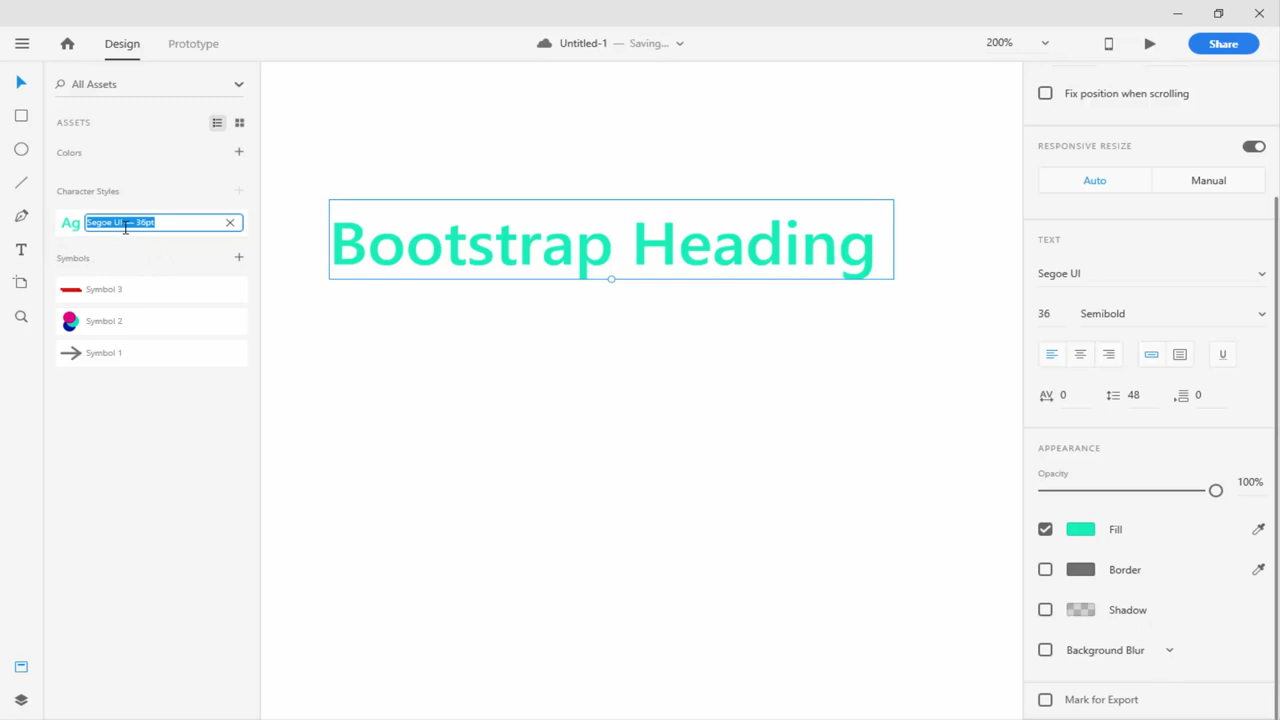 Design
Prototype
Untitled-1 — Saving...
200%
Share
All Assets
ASSETS
Colors
Character Styles
Ag
Segoe UI — 36pt
Symbols
Symbol 3
Symbol 2
Symbol 1
Bootstrap Heading
Fix position when scrolling
RESPONSIVE RESIZE
Auto
Manual
TEXT
Segoe UI
36
Semibold
U
AV 0
48
0
APPEARANCE
Opacity
100%
Fill
Border
Shadow
Background Blur
Mark for Export